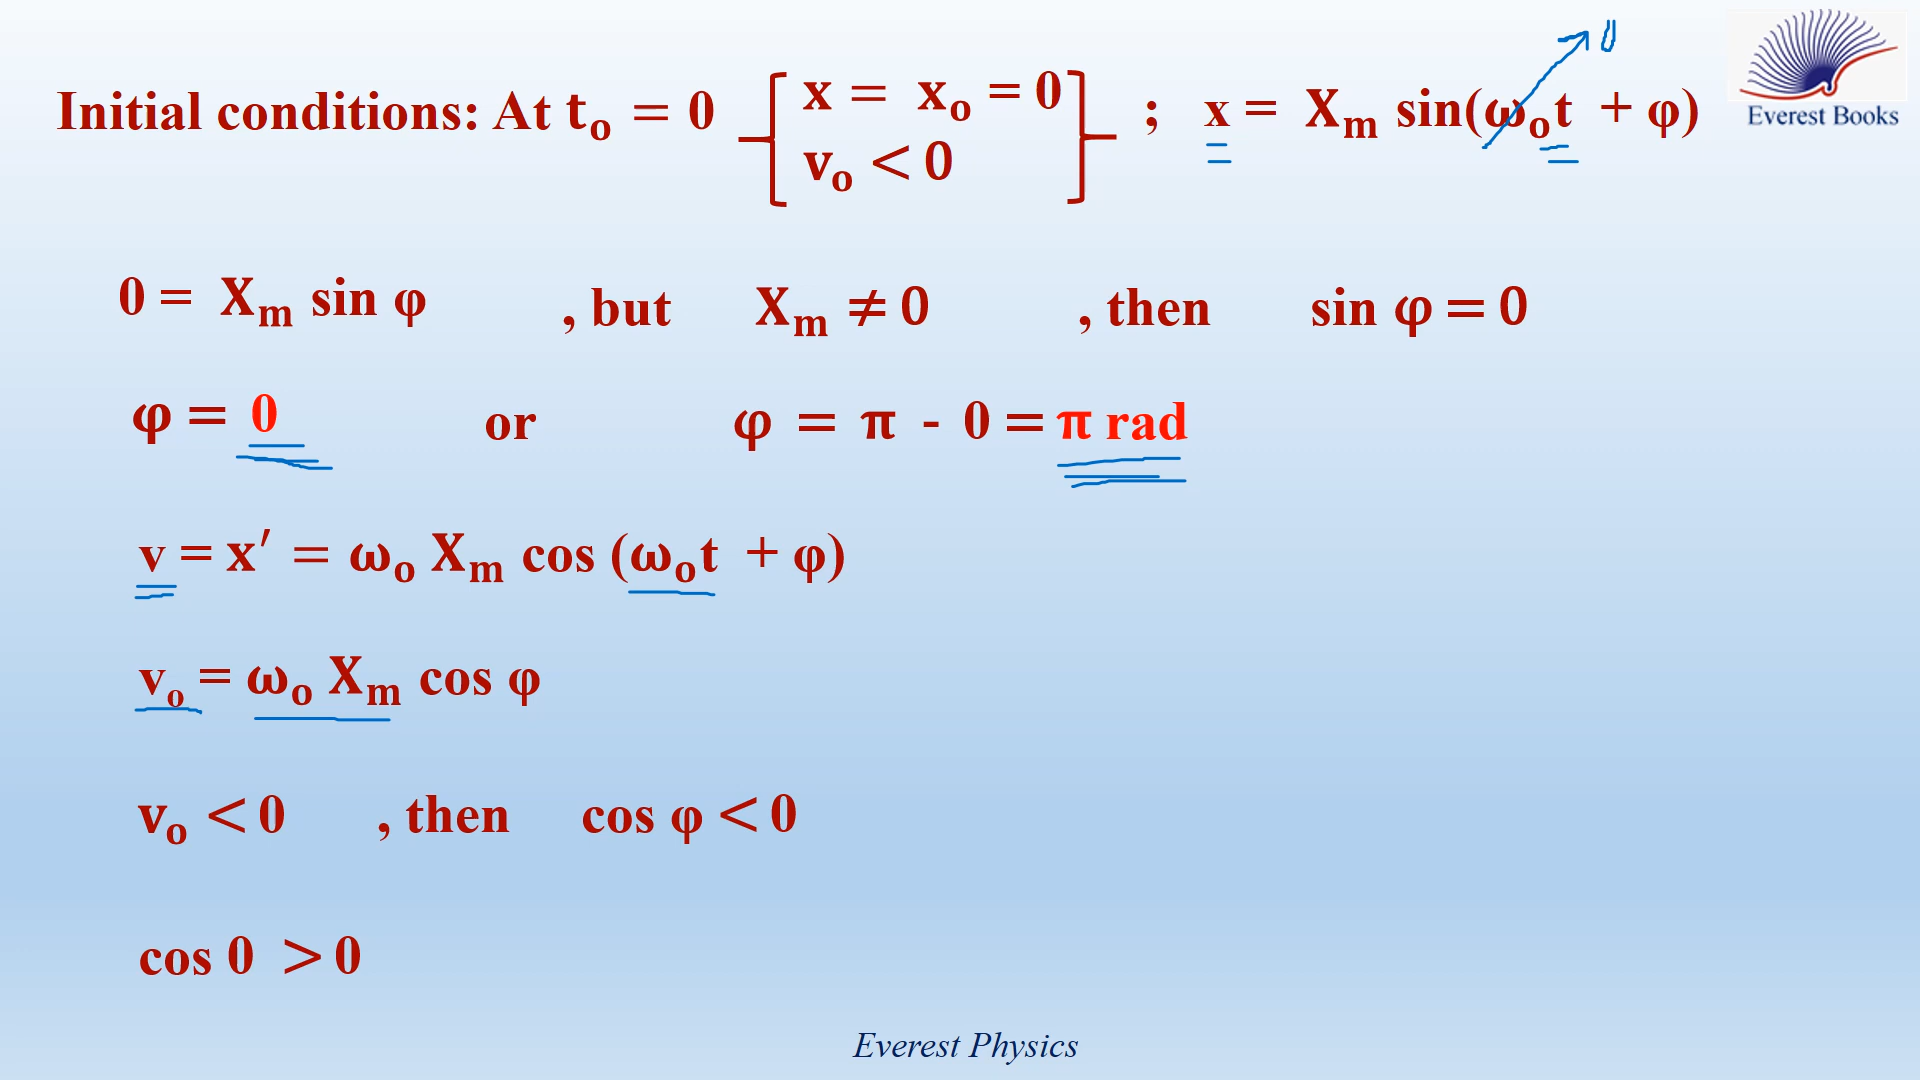 Initial conditions: At tₒ = 0 { x = xₒ = 0
vₒ < 0 } ; x = Xₘ sin(ωₒt + φ)
0
Everest Books
0 = Xₘ sin φ , but Xₘ ≠ 0 , then sin φ = 0
φ = 0 or φ = π - 0 = π rad
v = x′ = ωₒ Xₘ cos (ωₒt + φ)
vₒ = ωₒ Xₘ cos φ
vₒ < 0 , then cos φ < 0
cos 0 > 0
Everest Physics